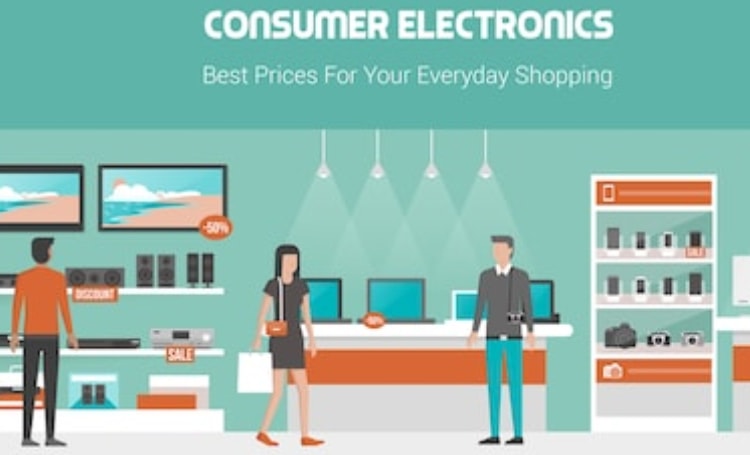 CONSUMER ELECTRONICS
Best Prices For Your Everyday Shopping
-50%
SALE
DISCOUNT
SALE